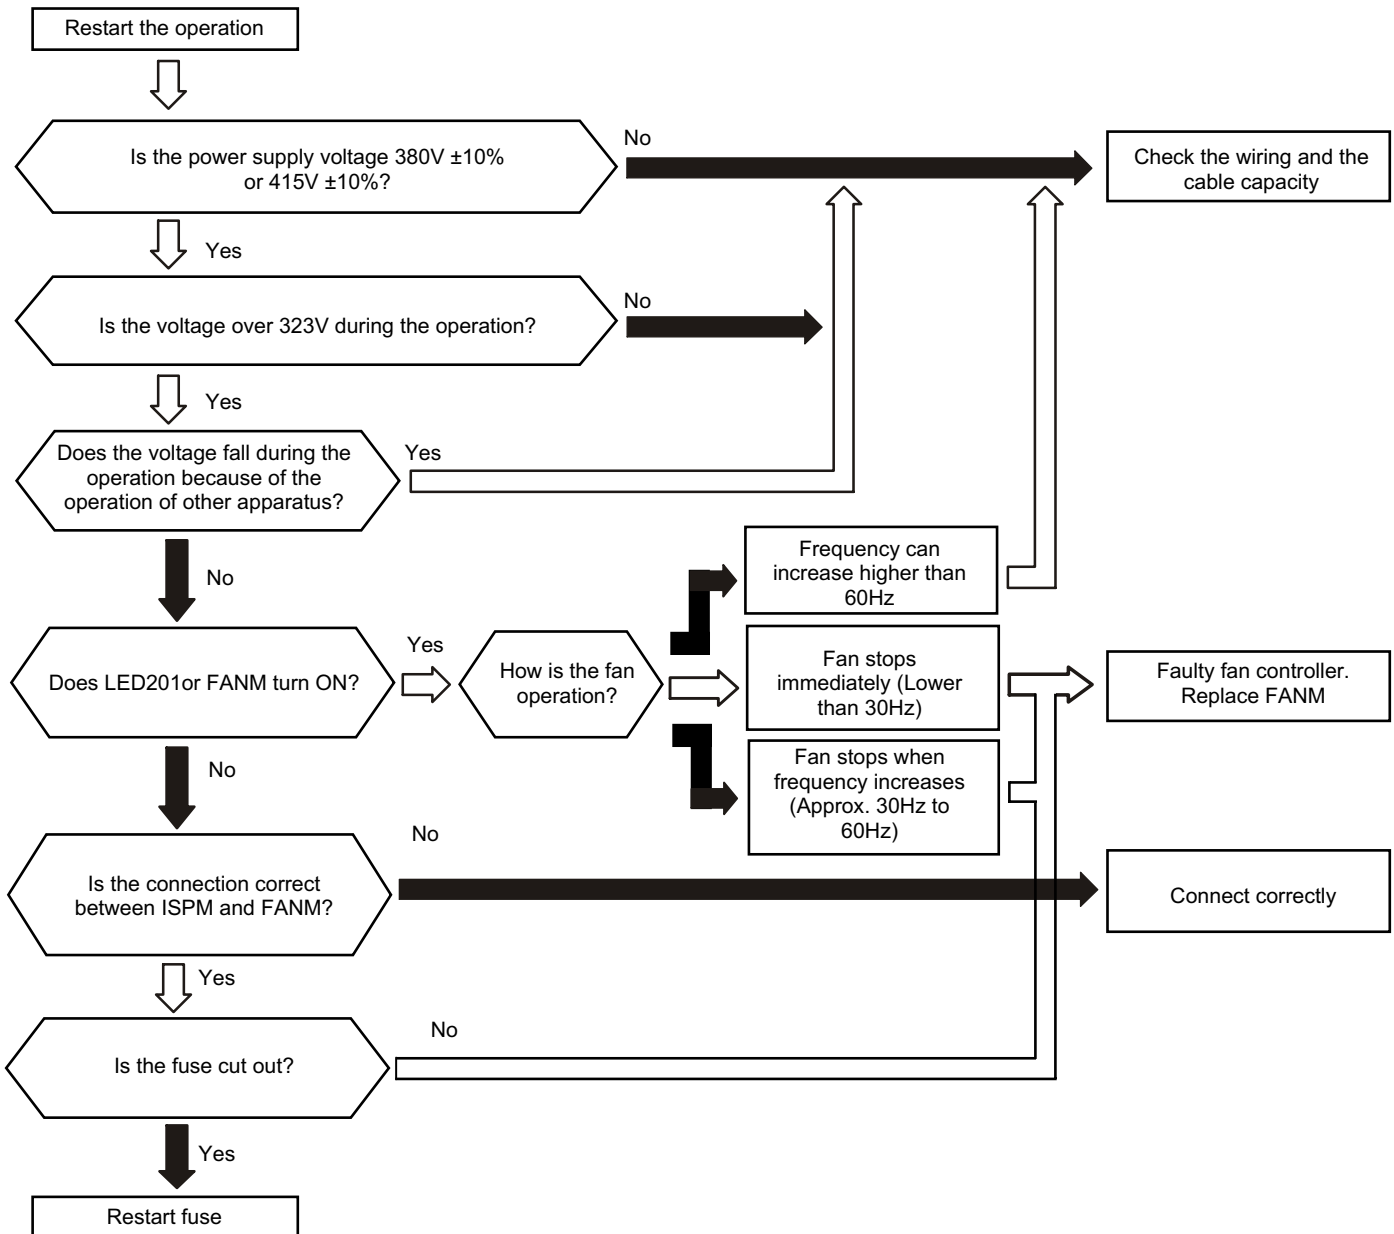 Restart the operation
Is the power supply voltage 380V ±10%
or 415V ±10%?
No
Check the wiring and the
cable capacity
Yes
Is the voltage over 323V during the operation?
No
Yes
Does the voltage fall during the
operation because of the
operation of other apparatus?
Yes
No
Frequency can
increase higher than
60Hz
Does LED201or FANM turn ON?
Yes
How is the fan
operation?
Fan stops
immediately (Lower
than 30Hz)
Faulty fan controller.
Replace FANM
Fan stops when
frequency increases
(Approx. 30Hz to
60Hz)
No
Is the connection correct
between ISPM and FANM?
No
Connect correctly
Yes
Is the fuse cut out?
No
Yes
Restart fuse